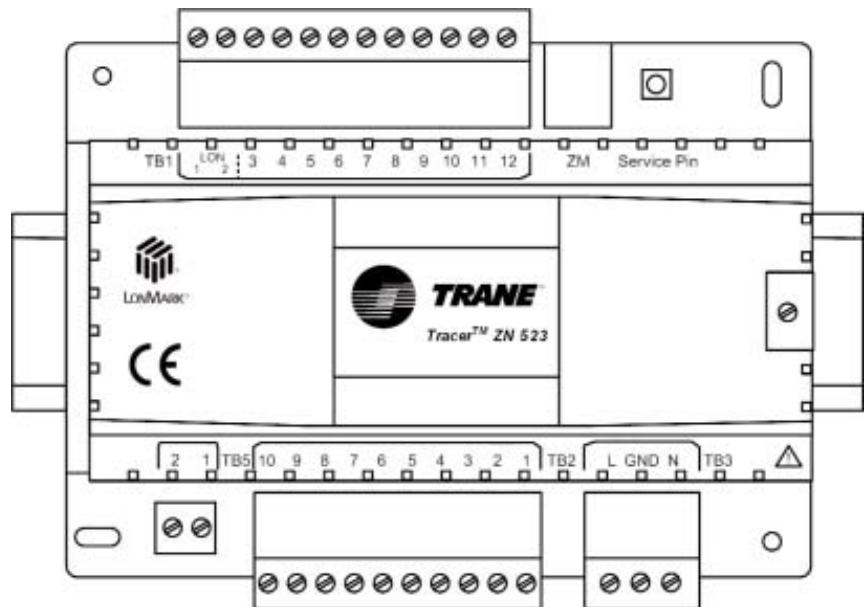 TB1 LON 1 2 3 4 5 6 7 8 9 10 11 12 ZM Service Pin
LONMARK
TRANE
Tracer™ ZN 523
CE
2 1 TB5 10 9 8 7 6 5 4 3 2 1 TB2 L GND N TB3